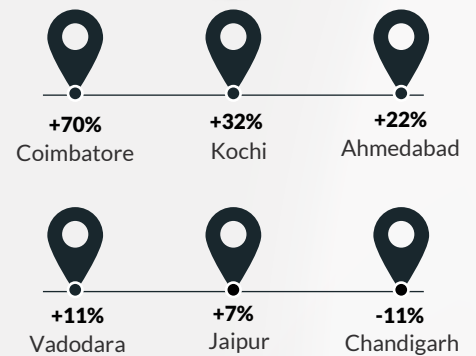 +70%
Coimbatore
+32%
Kochi
+22%
Ahmedabad
+11%
Vadodara
+7%
Jaipur
-11%
Chandigarh